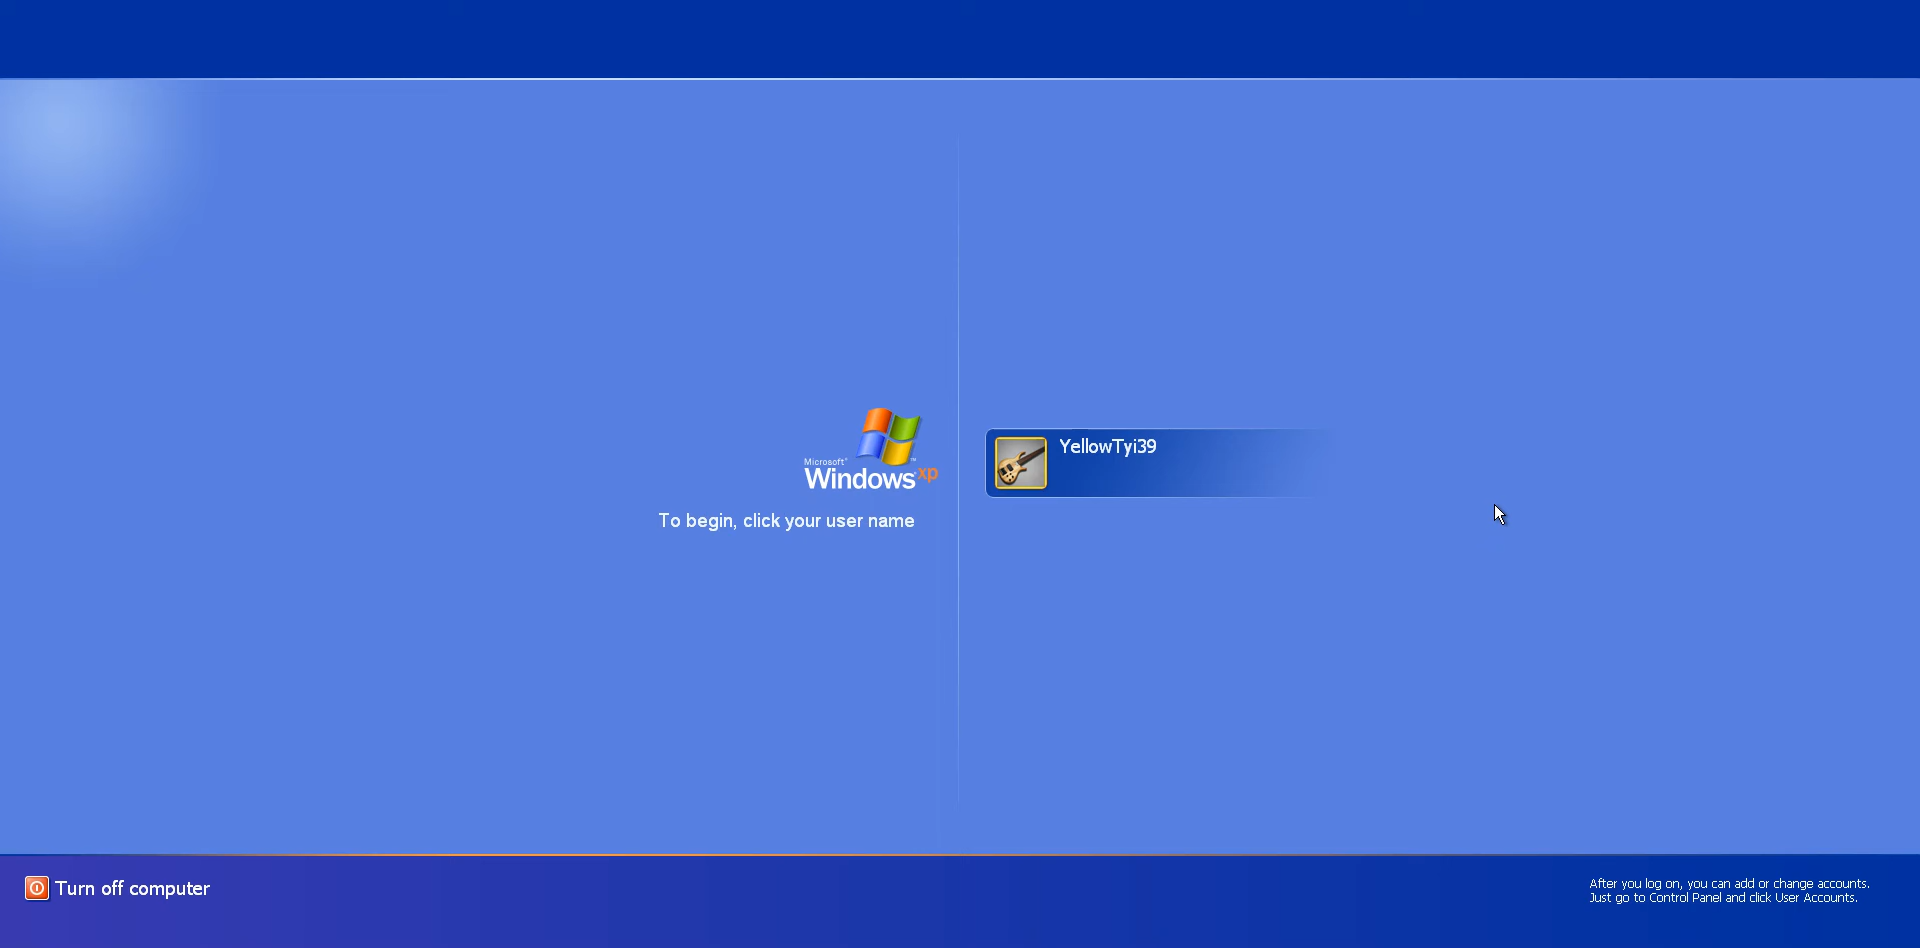 Microsoft®
Windows xp™
To begin, click your user name
YellowTyi39
Turn off computer
After you log on, you can add or change accounts.
Just go to Control Panel and click User Accounts.